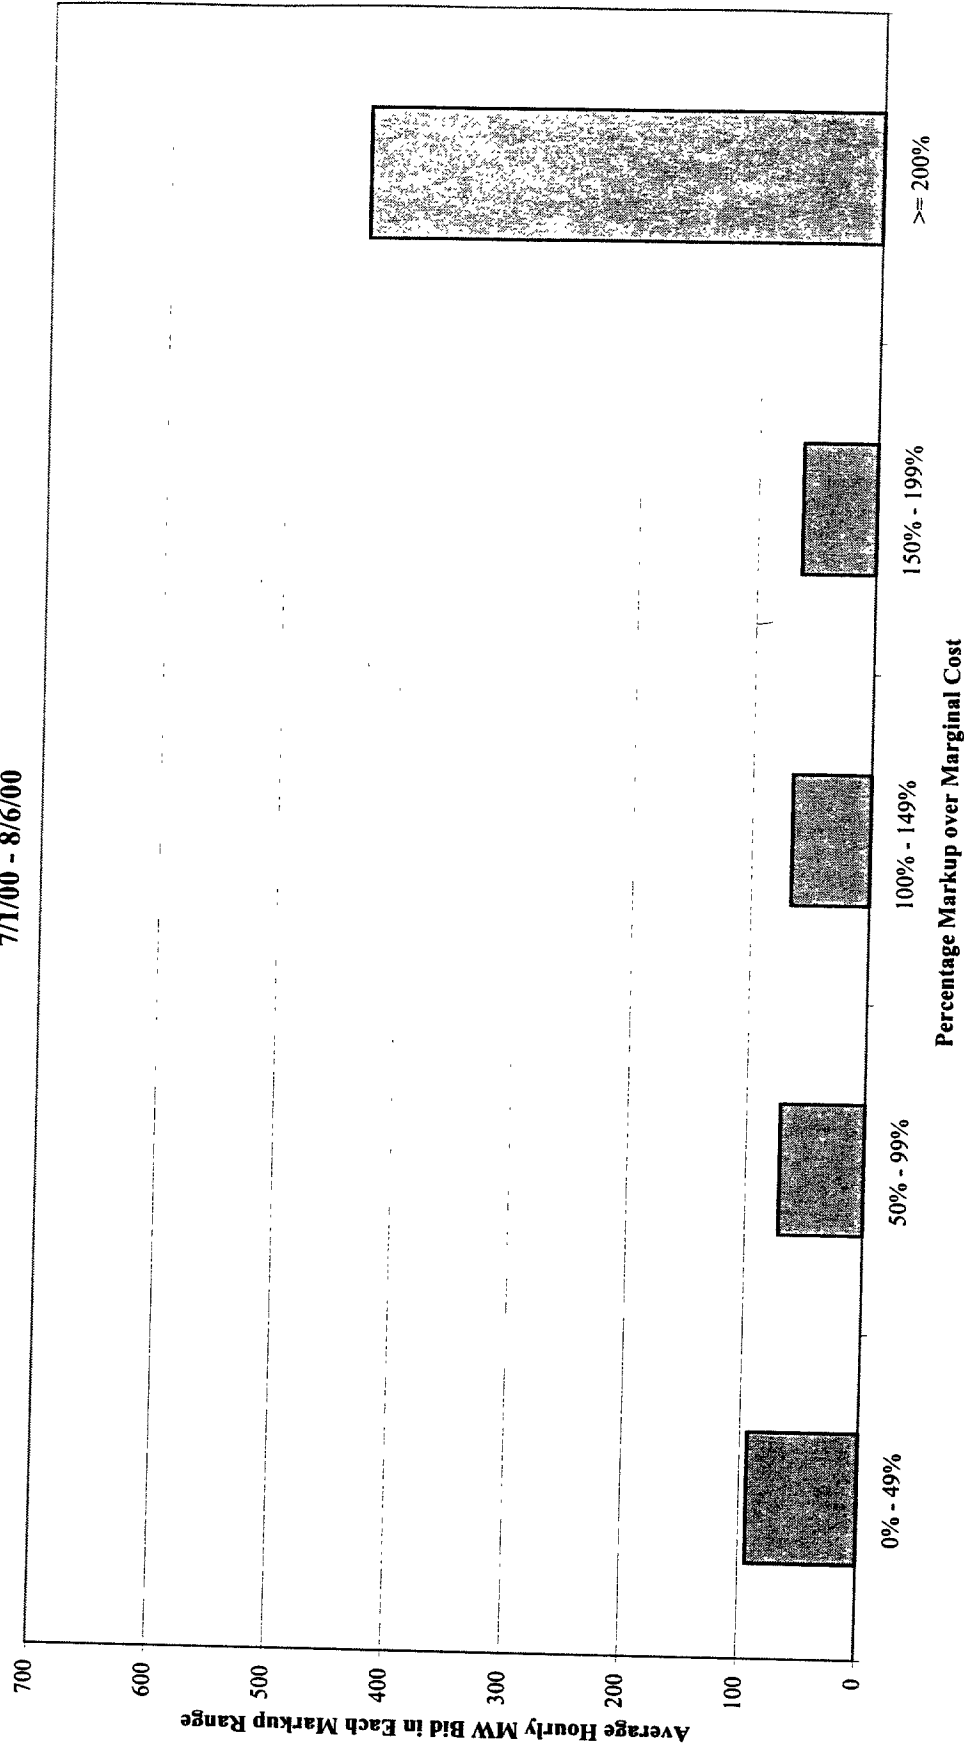 7/1/00 - 8/6/00
Average Hourly MW Bid in Each Markup Range
700
600
500
400
300
200
100
0
0% - 49%
50% - 99%
100% - 149%
150% - 199%
>= 200%
Percentage Markup over Marginal Cost